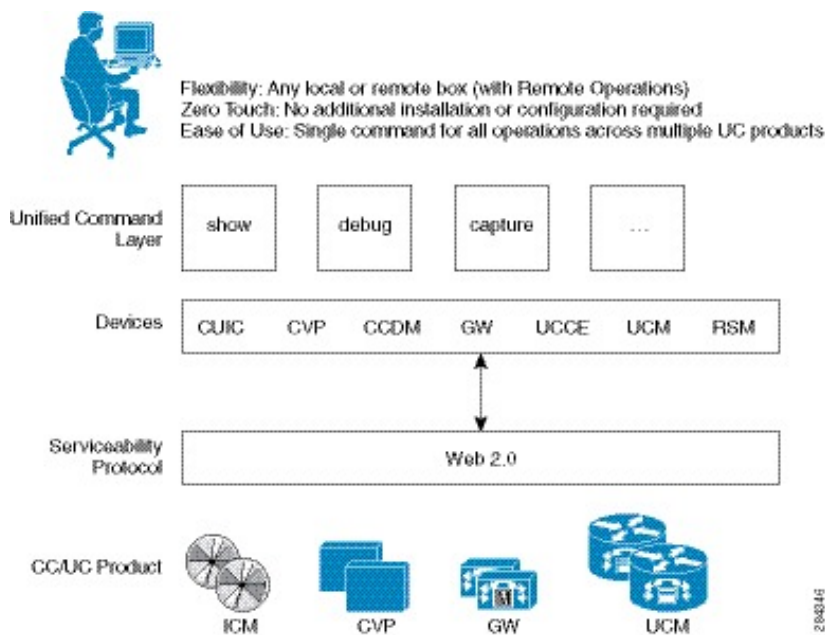 Flexibility: Any local or remote box (with Remote Operations)
Zero Touch: No additional installation or configuration required
Ease of Use: Single command for all operations across multiple UC products
Unified Command
Layer
show
debug
capture
...
Devices
CUIC
CVP
CCDM
GW
UCCE
UCM
RSM
Serviceability
Protocol
Web 2.0
CC/UC Product
M
ICM
CVP
GW
UCM
284846